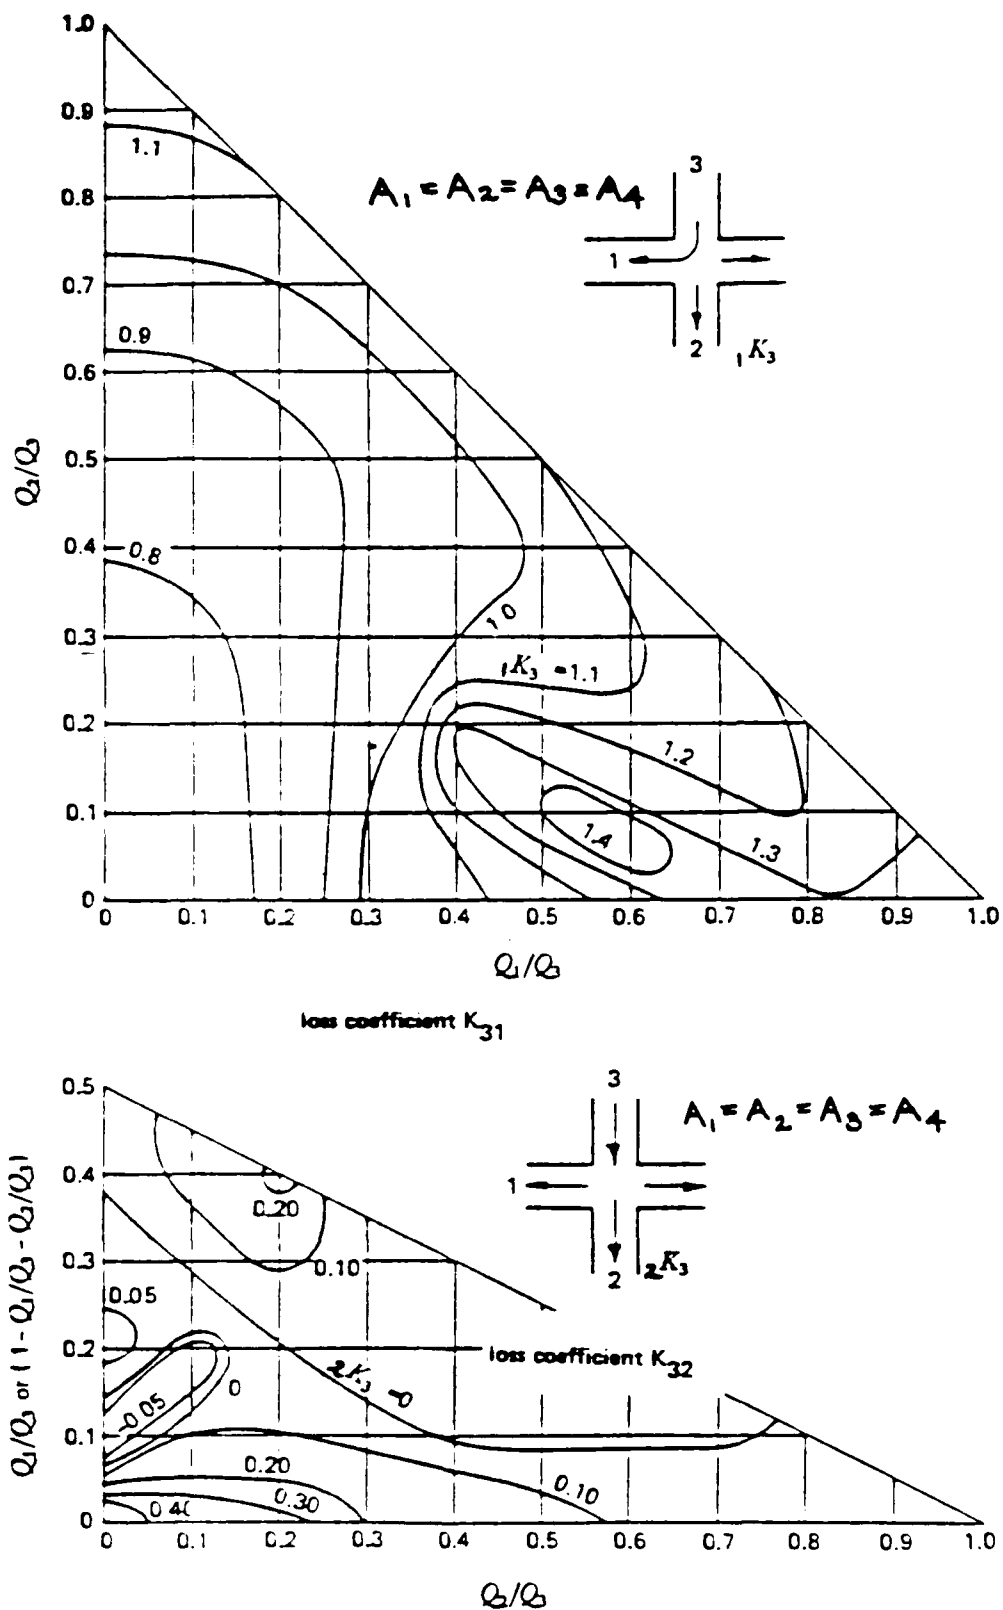 1.0
0.9
1.1
3
A₁ = A₂ = A₃ = A₄
0.8
1
0.7
2
₁K₃
0.9
0.6
Q₂/Q₃
0.5
0.4
0.8
1.0
0.3
₁K₃ = 1.1
0.2
1.2
0.1
1.4
1.3
0
0 0.1 0.2 0.3 0.4 0.5 0.6 0.7 0.8 0.9 1.0
Q₁/Q₃
loss coefficient K₃₁
3
0.5
A₁ = A₂ = A₃ = A₄
0.4
1
0.20
2
₂K₃
0.3
0.10
0.05
Q₁/Q₃ or (1 - Q₁/Q₃ - Q₂/Q₃)
0.2
loss coefficient K₃₂
₂K₃ = 0
0
-0.05
0.1
0.20
0.10
0.30
0.40
0
0 0.1 0.2 0.3 0.4 0.5 0.6 0.7 0.8 0.9 1.0
Q₂/Q₃